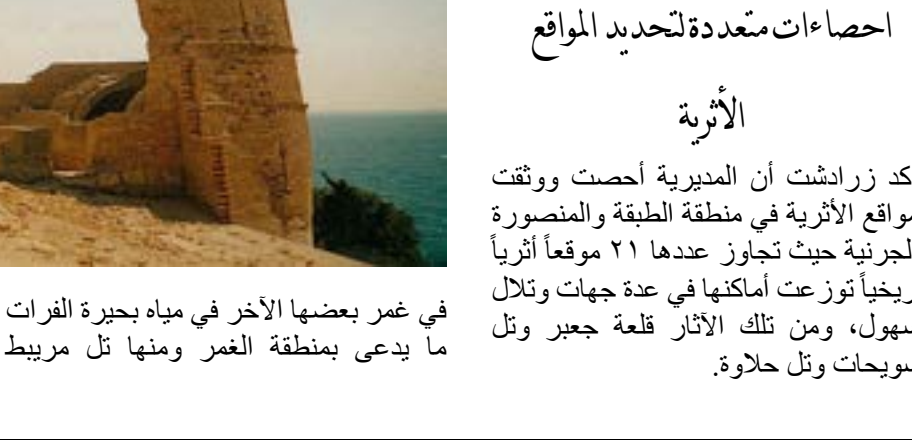 احصاءات متعددة لتحديد المواقع
الأثرية
كد زرادشت أن المديرية أحصت ووثقت
مواقع الأثرية في منطقة الطبقة والمنصورة
لجرنية حيث تجاوز عددها ٢١ موقعاً أثرياً
ريخياً توزعت أماكنها في عدة جهات وتلال
سهول، ومن تلك الآثار قلعة جعبر وتل
سويحات وتل حلاوة.
في غمر بعضها الآخر في مياه بحيرة الفرات
ما يدعى بمنطقة الغمر ومنها تل مريبط